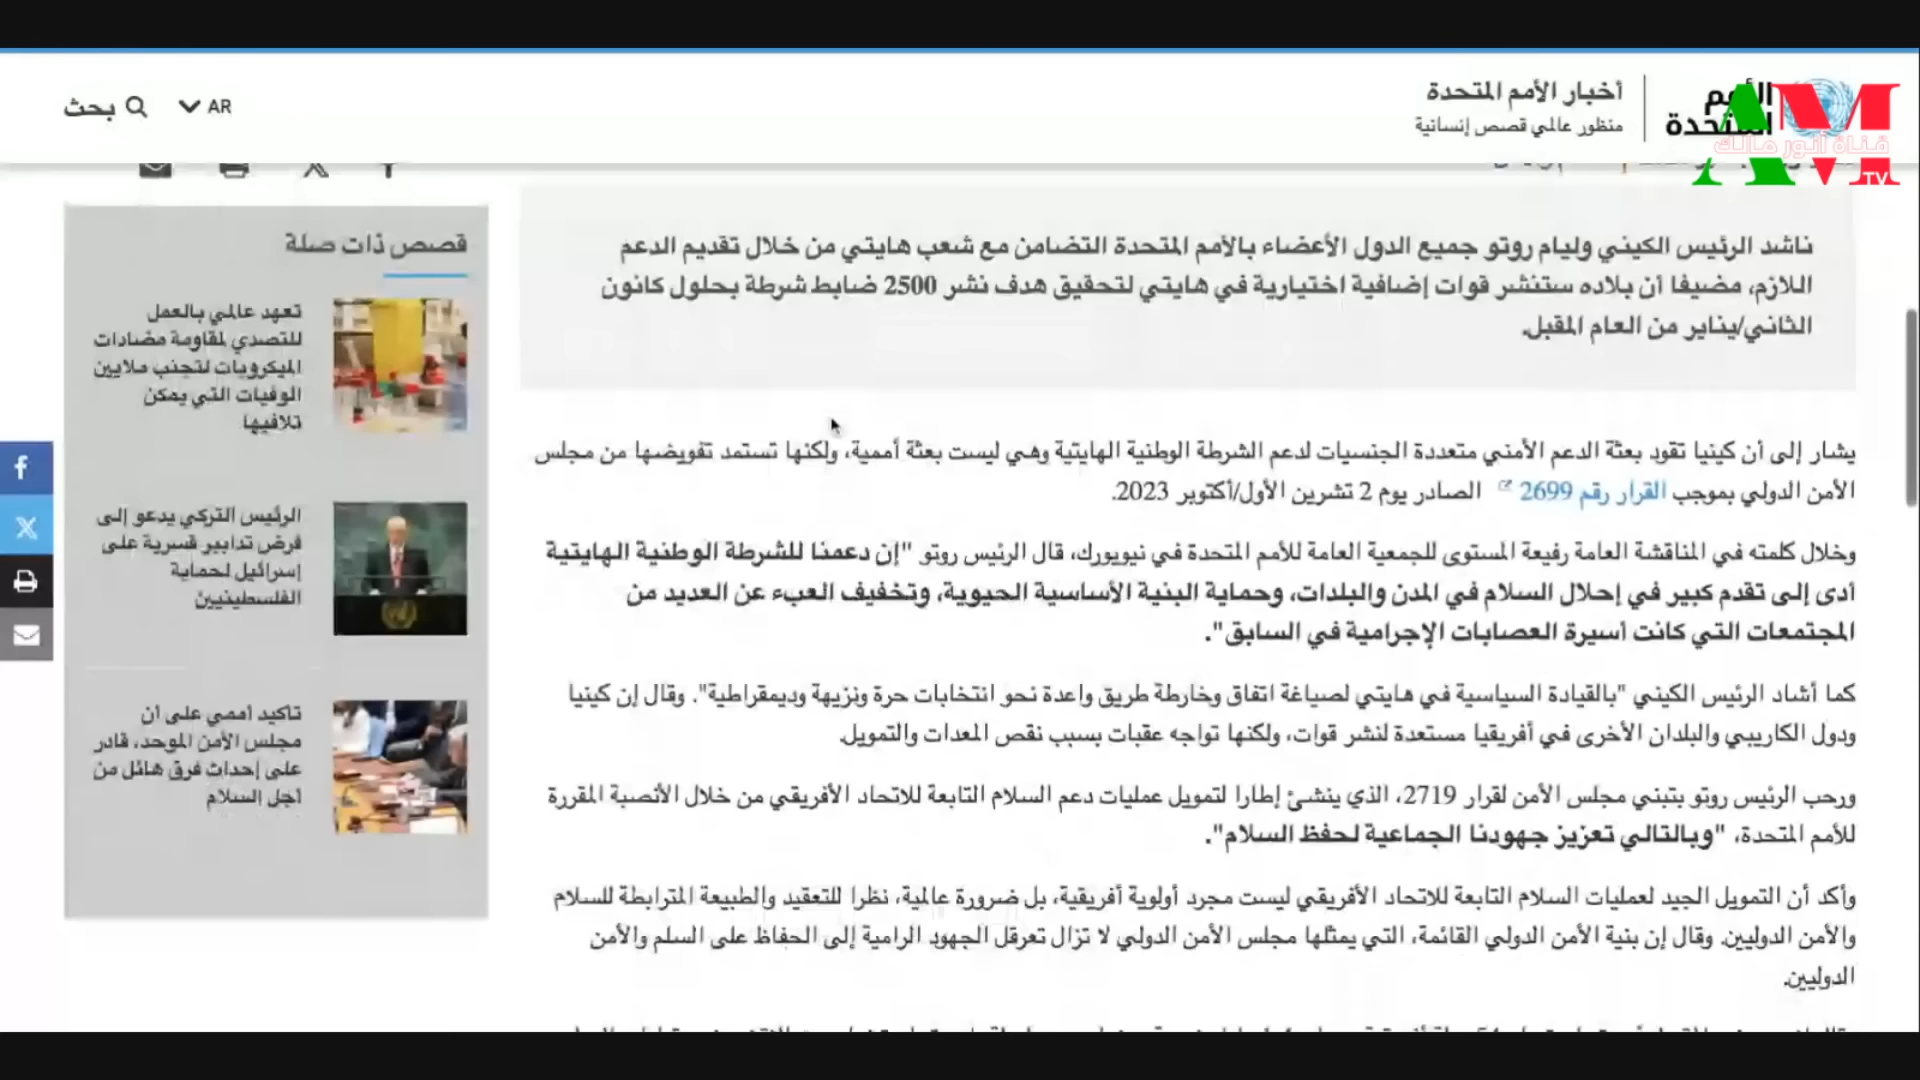 الأمم
المتحدة
أخبار الأمم المتحدة
منظور عالمي قصص إنسانية
AR
بحث
AM
قناة أنور مالك
TV
ناشد الرئيس الكيني وليام روتو جميع الدول الأعضاء بالأمم المتحدة التضامن مع شعب هايتي من خلال تقديم الدعم
اللازم، مضيفا أن بلاده ستنشر قوات إضافية اختيارية في هايتي لتحقيق هدف نشر 2500 ضابط شرطة بحلول كانون
الثاني/يناير من العام المقبل.
يشار إلى أن كينيا تقود بعثة الدعم الأمني متعددة الجنسيات لدعم الشرطة الوطنية الهايتية وهي ليست بعثة أممية، ولكنها تستمد تفويضها من مجلس
الأمن الدولي بموجب القرار رقم 2699 الصادر يوم 2 تشرين الأول/أكتوبر 2023.
وخلال كلمته في المناقشة العامة رفيعة المستوى للجمعية العامة للأمم المتحدة في نيويورك، قال الرئيس روتو "إن دعمنا للشرطة الوطنية الهايتية
أدى إلى تقدم كبير في إحلال السلام في المدن والبلدات، وحماية البنية الأساسية الحيوية، وتخفيف العبء عن العديد من
المجتمعات التي كانت أسيرة العصابات الإجرامية في السابق".
كما أشاد الرئيس الكيني "بالقيادة السياسية في هايتي لصياغة اتفاق وخارطة طريق واعدة نحو انتخابات حرة ونزيهة وديمقراطية". وقال إن كينيا
ودول الكاريبي والبلدان الأخرى في أفريقيا مستعدة لنشر قوات، ولكنها تواجه عقبات بسبب نقص المعدات والتمويل.
ورحب الرئيس روتو بتبني مجلس الأمن لقرار 2719، الذي ينشئ إطارا لتمويل عمليات دعم السلام التابعة للاتحاد الأفريقي من خلال الأنصبة المقررة
للأمم المتحدة، "وبالتالي تعزيز جهودنا الجماعية لحفظ السلام".
وأكد أن التمويل الجيد لعمليات السلام التابعة للاتحاد الأفريقي ليست مجرد أولوية أفريقية، بل ضرورة عالمية، نظرا للتعقيد والطبيعة المترابطة للسلام
والأمن الدوليين. وقال إن بنية الأمن الدولي القائمة، التي يمثلها مجلس الأمن الدولي لا تزال تعرقل الجهود الرامية إلى الحفاظ على السلم والأمن
الدوليين.
قصص ذات صلة
تعهد عالمي بالعمل
للتصدي لمقاومة مضادات
الميكروبات لتجنب ملايين
الوفيات التي يمكن
تلافيها
الرئيس التركي يدعو إلى
فرض تدابير قسرية على
إسرائيل لحماية
الفلسطينيين
تأكيد أممي على أن
مجلس الأمن الموحد، قادر
على إحداث فرق هائل من
أجل السلام